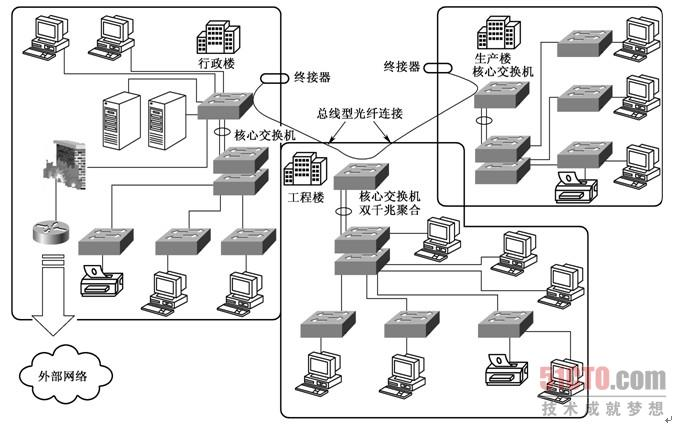 行政楼
终接器
核心交换机
总线型光纤连接
终接器
生产楼
核心交换机
工程楼
核心交换机
双千兆聚合
外部网络
51CTO.com
技术成就梦想